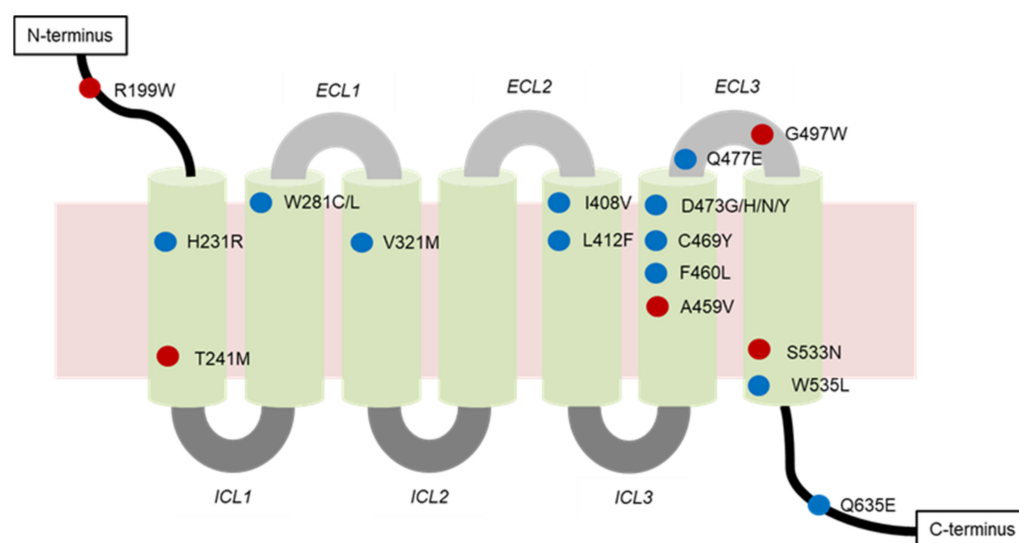 N-terminus
R199W
ECL1
ECL2
ECL3
G497W
Q477E
W281C/L
I408V
D473G/H/N/Y
H231R
V321M
L412F
C469Y
F460L
A459V
T241M
S533N
W535L
ICL1
ICL2
ICL3
Q635E
C-terminus